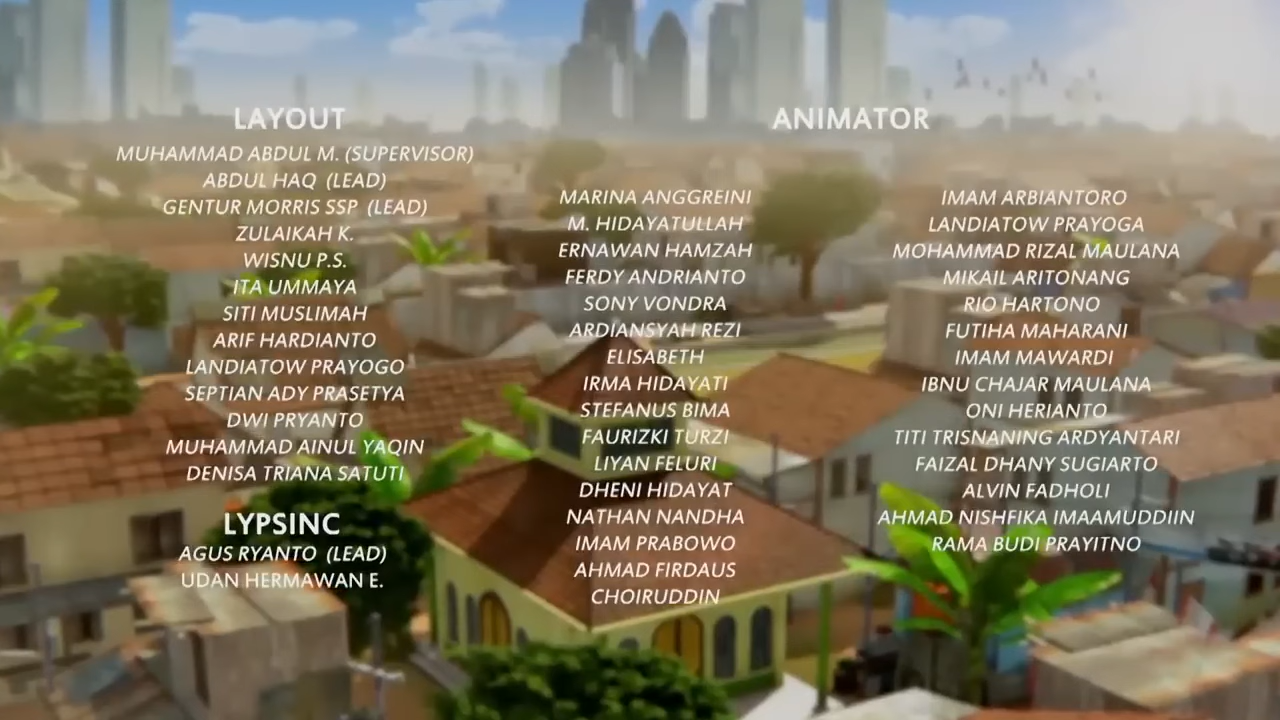 LAYOUT
MUHAMMAD ABDUL M. (SUPERVISOR)
ABDUL HAQ (LEAD)
GENTUR MORRIS SSP (LEAD)
ZULAIKAH K.
WISNU P.S.
ITA UMMAYA
SITI MUSLIMAH
ARIF HARDIANTO
LANDIATOW PRAYOGO
SEPTIAN ADY PRASETYA
DWI PRYANTO
MUHAMMAD AINUL YAQIN
DENISA TRIANA SATUTI
LYPSINC
AGUS RYANTO (LEAD)
UDAN HERMAWAN E.
ANIMATOR
MARINA ANGGREINI
M. HIDAYATULLAH
ERNAWAN HAMZAH
FERDY ANDRIANTO
SONY VONDRA
ARDIANSYAH REZI
ELISABETH
IRMA HIDAYATI
STEFANUS BIMA
FAURIZKI TURZI
LIYAN FELURI
DHENI HIDAYAT
NATHAN NANDHA
IMAM PRABOWO
AHMAD FIRDAUS
CHOIRUDDIN
IMAM ARBIANTORO
LANDIATOW PRAYOGA
MOHAMMAD RIZAL MAULANA
MIKAIL ARITONANG
RIO HARTONO
FUTIHA MAHARANI
IMAM MAWARDI
IBNU CHAJAR MAULANA
ONI HERIANTO
TITI TRISNANING ARDYANTARI
FAIZAL DHANY SUGIARTO
ALVIN FADHOLI
AHMAD NISHFIKA IMAAMUDDIIN
RAMA BUDI PRAYITNO